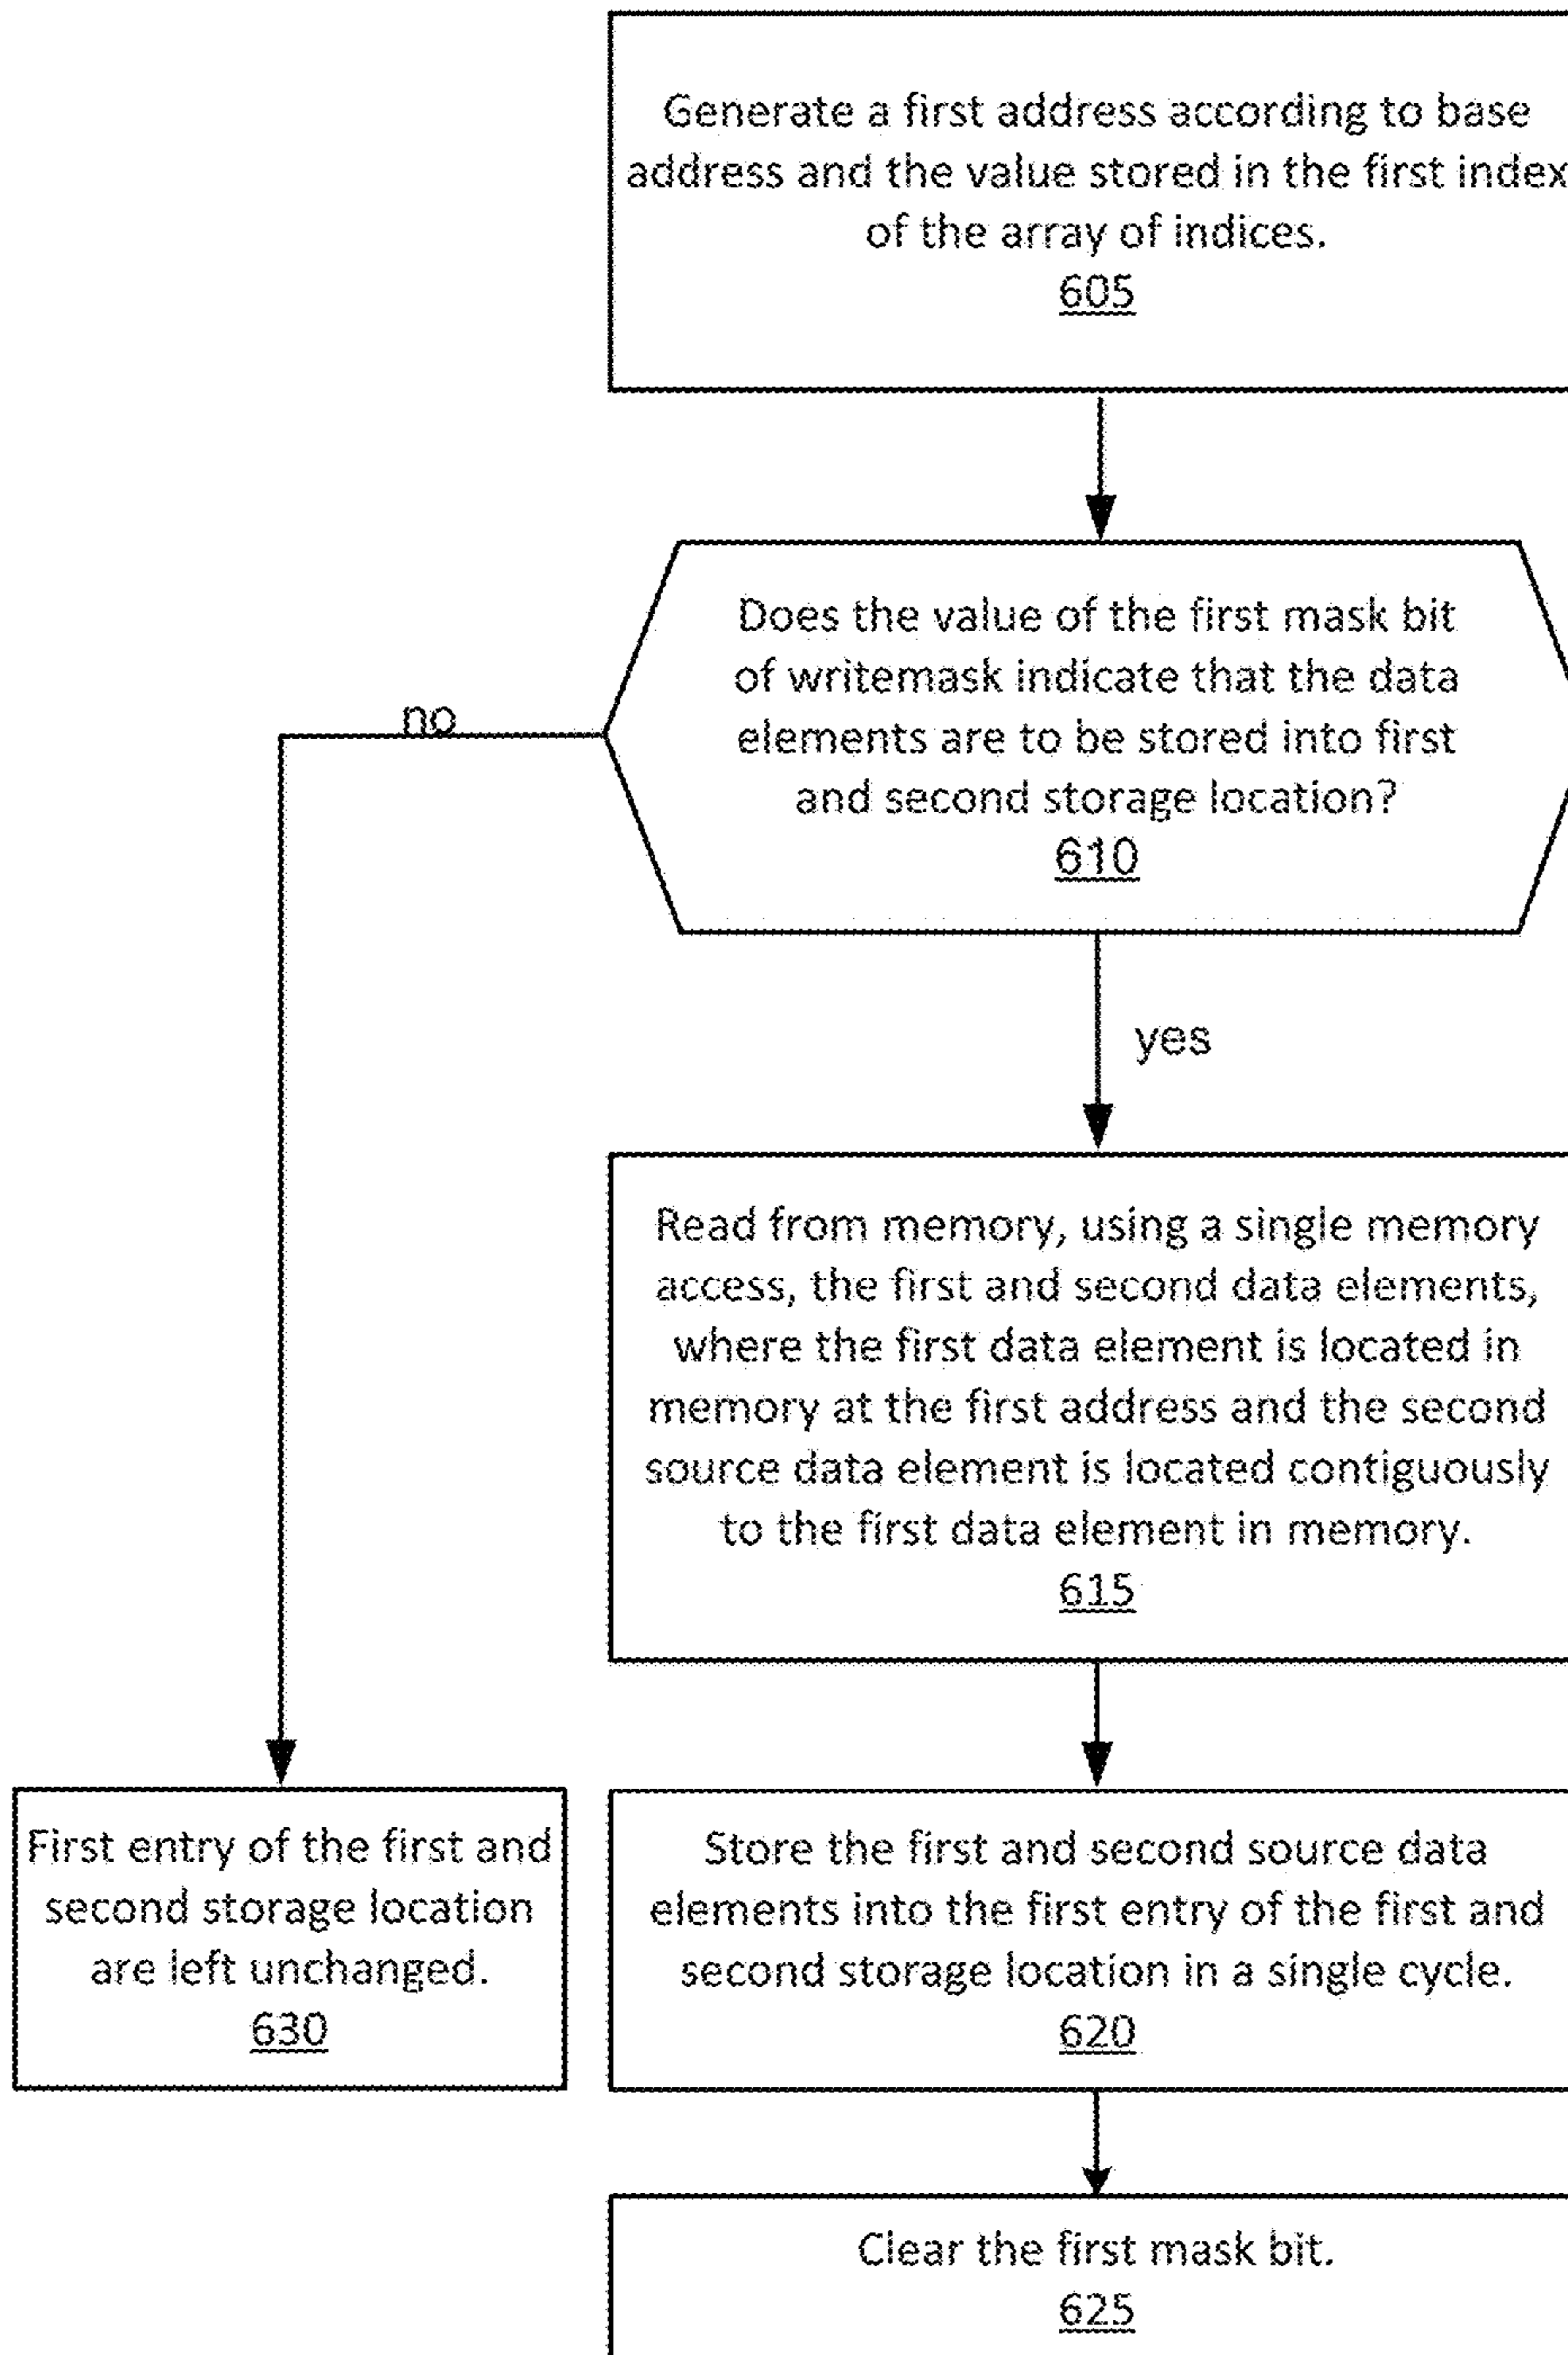 Generate a first address according to base
address and the value stored in the first index
of the array of indices.
605
Does the value of the first mask bit
of writemask indicate that the data
elements are to be stored into first
and second storage location?
610
no
yes
Read from memory, using a single memory
access, the first and second data elements,
where the first data element is located in
memory at the first address and the second
source data element is located contiguously
to the first data element in memory.
615
First entry of the first and
second storage location
are left unchanged.
630
Store the first and second source data
elements into the first entry of the first and
second storage location in a single cycle.
620
Clear the first mask bit.
625